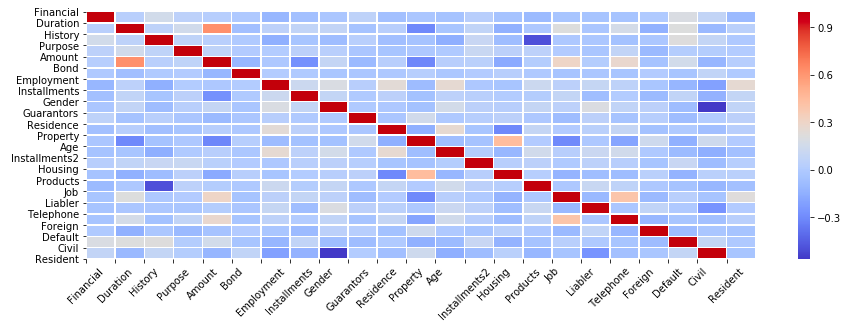 Financial
Duration
History
Purpose
Amount
Bond
Employment
Installments
Gender
Guarantors
Residence
Property
Age
Installments2
Housing
Products
Job
Liabler
Telephone
Foreign
Default
Civil
Resident
Financial
Duration
History
Purpose
Amount
Bond
Employment
Installments
Gender
Guarantors
Residence
Property
Age
Installments2
Housing
Products
Job
Liabler
Telephone
Foreign
Default
Civil
Resident
0.9
0.6
0.3
0.0
−0.3